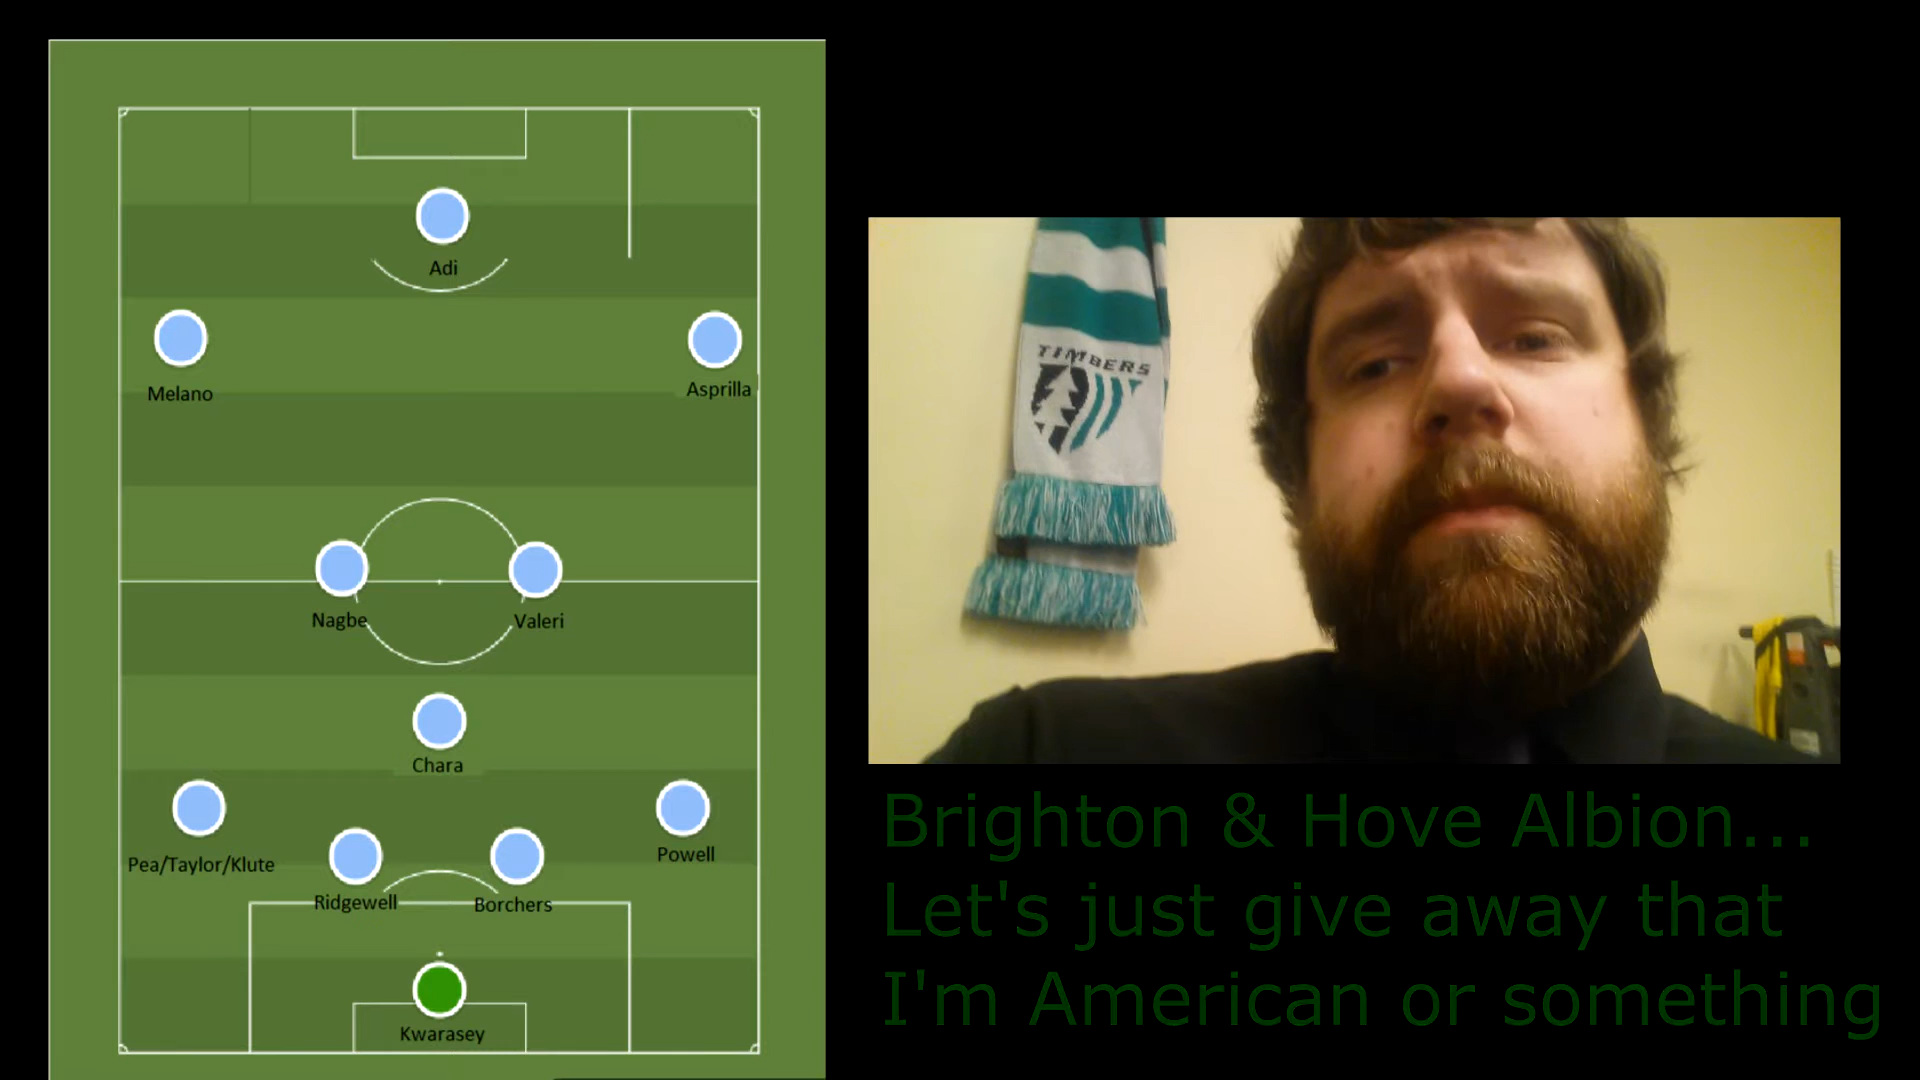 Adi
Melano
Asprilla
Nagbe
Valeri
Chara
Pea/Taylor/Klute
Powell
Ridgewell
Borchers
Kwarasey
TIMBERS
Brighton & Hove Albion...
Let's just give away that
I'm American or something